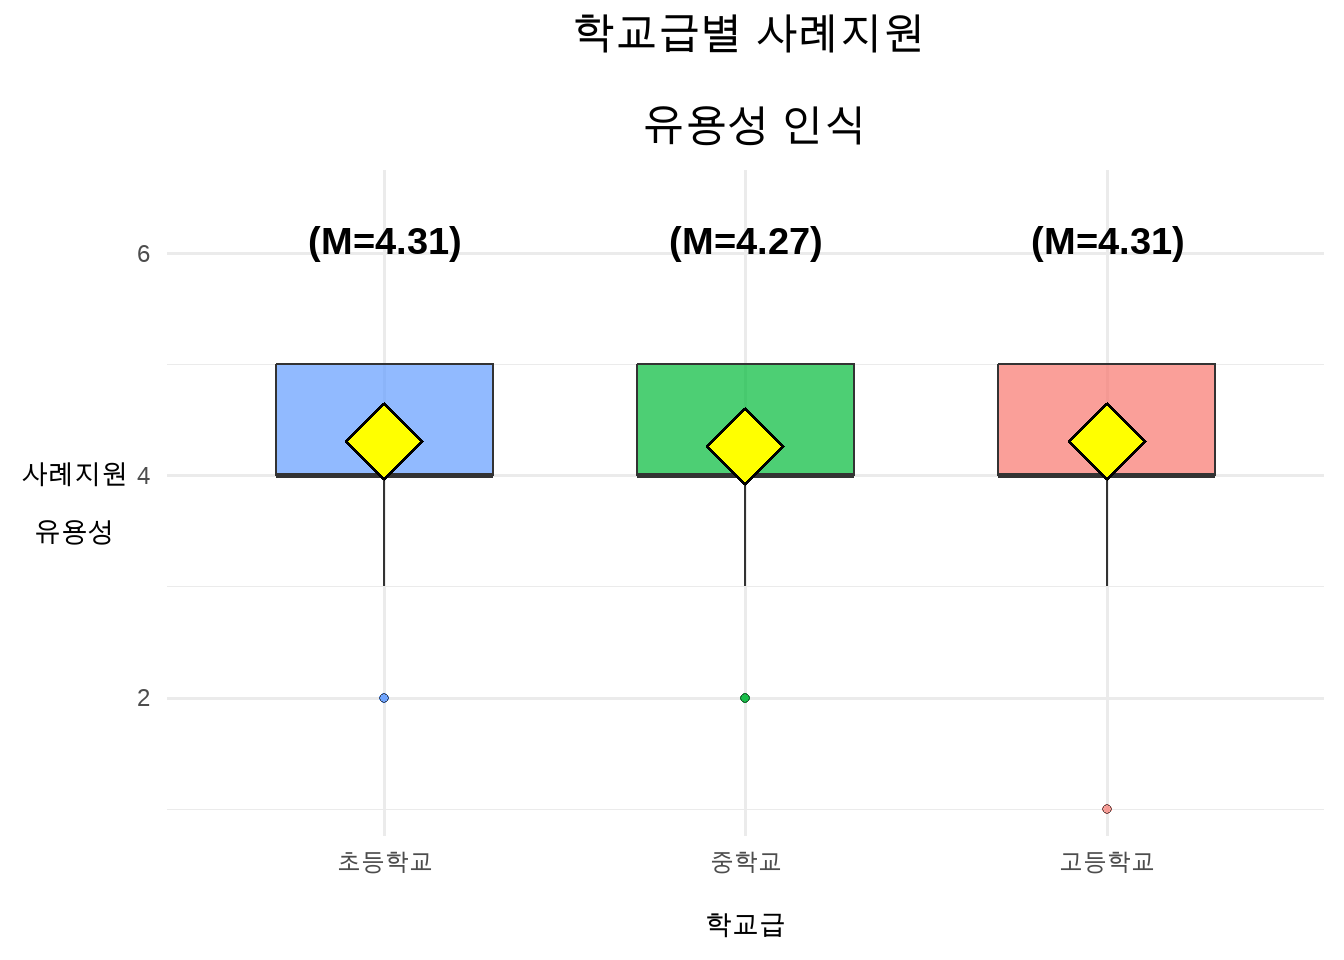 학교급별 사례지원
유용성 인식
(M=4.31) (M=4.27) (M=4.31)
6
사례지원
4
유용성
2
초등학교 중학교 고등학교
학교급